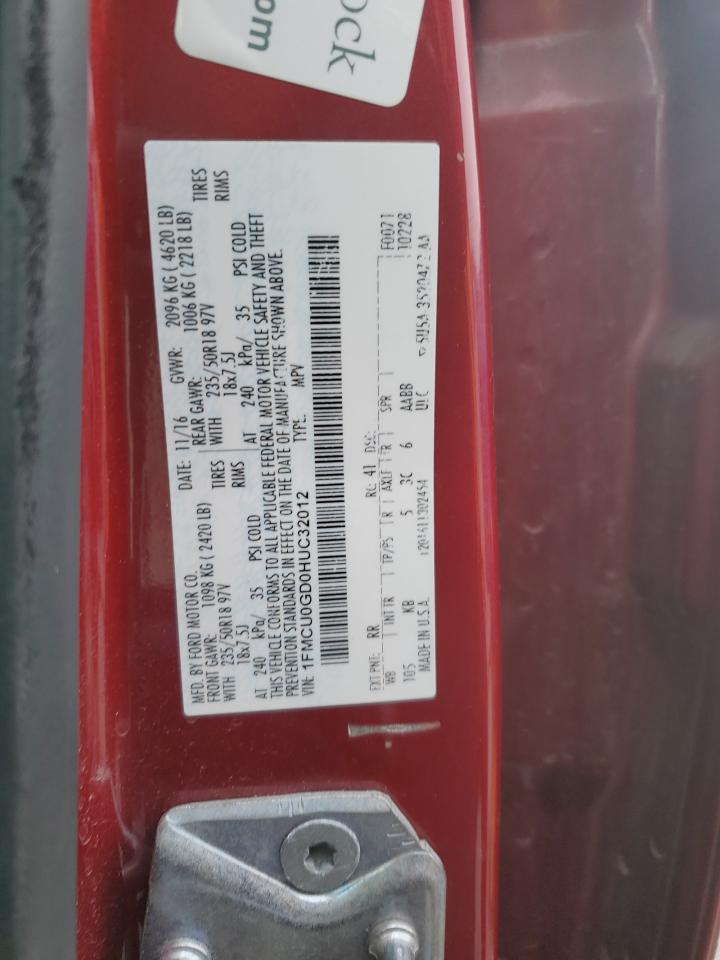 ock
om
MFD. BY FORD MOTOR CO. DATE: 11/16 GVWR: 2096 KG ( 4620 LB)
FRONT GAWR: 1098 KG ( 2420 LB) REAR GAWR: 1006 KG ( 2218 LB)
WITH 235/50R18 97V TIRES WITH 235/50R18 97V TIRES
18x7.5J RIMS 18x7.5J RIMS
AT 240 kPa/ 35 PSI COLD AT 240 kPa/ 35 PSI COLD
THIS VEHICLE CONFORMS TO ALL APPLICABLE FEDERAL MOTOR VEHICLE SAFETY AND THEFT
PREVENTION STANDARDS IN EFFECT ON THE DATE OF MANUFACTURE SHOWN ABOVE.
VIN: 1FMCU0GD0HUC32012 TYPE: MPV
EXT PNT: RR RC: 41 DSO: F0071
WB INT TR TP/PS R AXLE TR SPR 10228
105 KB 5 3C 6 AABB
MADE IN U.S.A. ULC